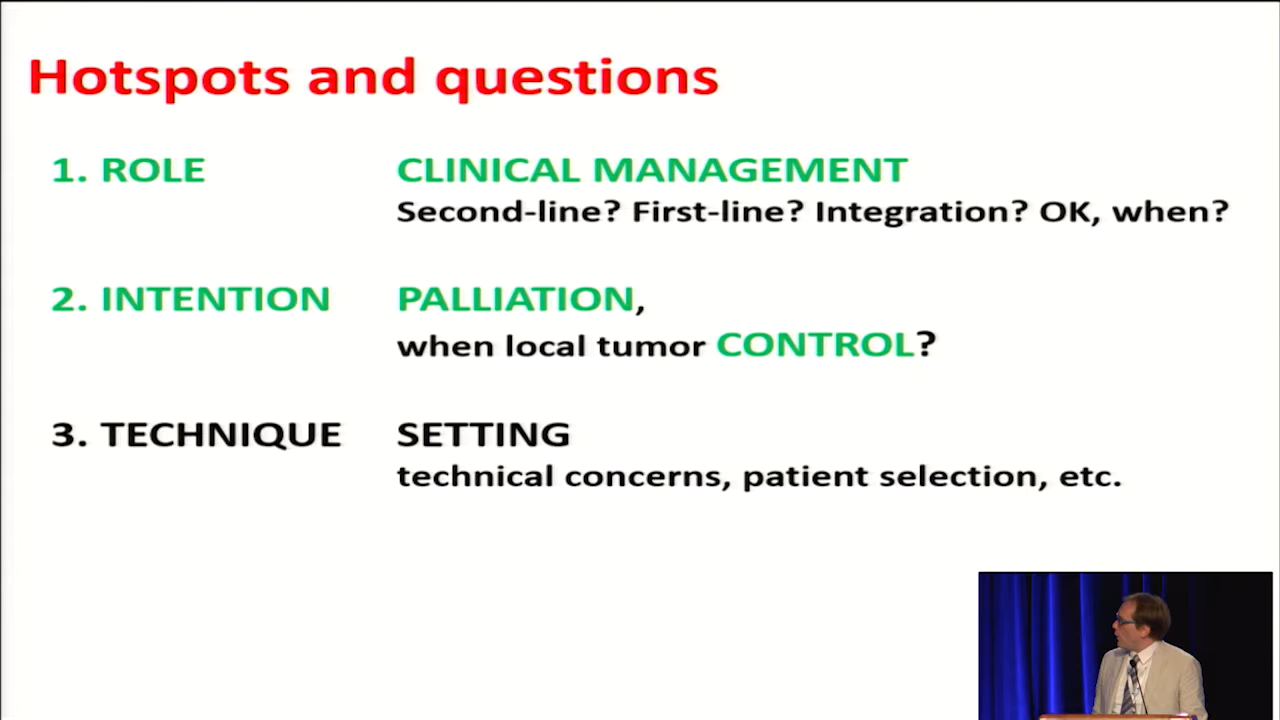 Hotspots and questions
1. ROLE CLINICAL MANAGEMENT
Second-line? First-line? Integration? OK, when?
2. INTENTION PALLIATION,
when local tumor CONTROL?
3. TECHNIQUE SETTING
technical concerns, patient selection, etc.